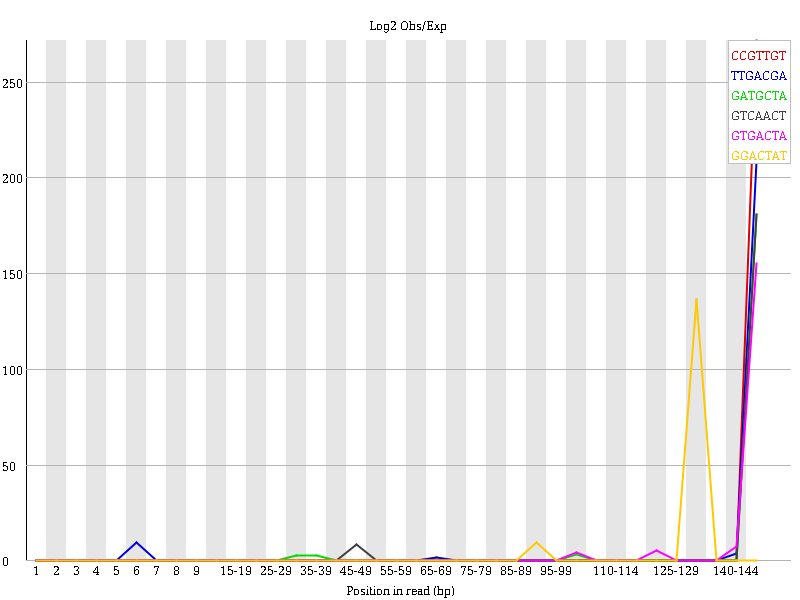 Log2 Obs/Exp
CCGTTGT
TTGACGA
GATGCTA
GTCAACT
GTGACTA
GGACTAT
250
200
150
100
50
0
1 2 3 4 5 6 7 8 9 15-19 25-29 35-39 45-49 55-59 65-69 75-79 85-89 95-99 110-114 125-129 140-144
Position in read (bp)